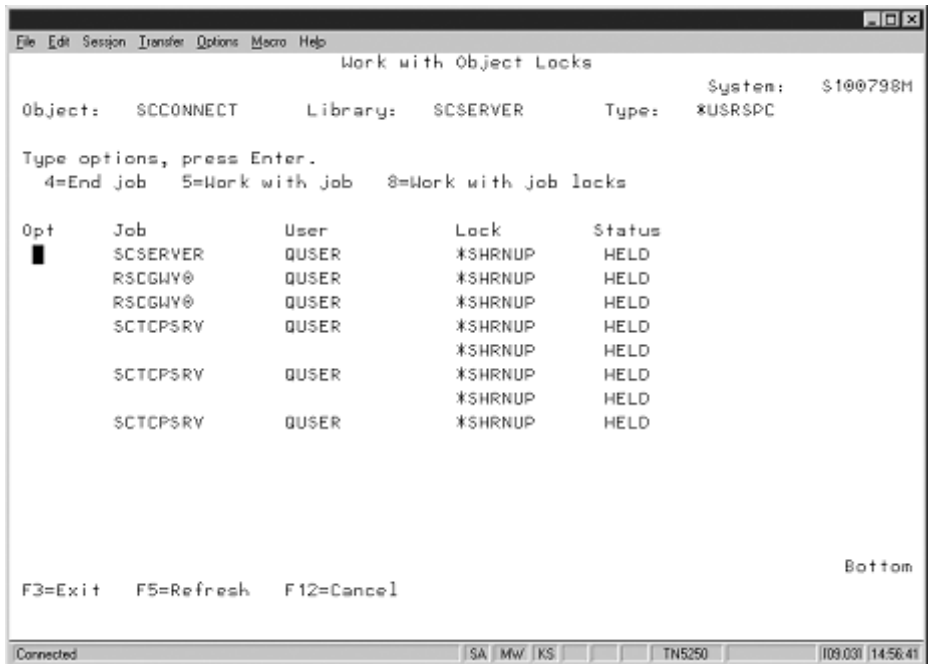 File Edit Session Transfer Options Macro Help
Work with Object Locks
System: S100798M
Object: SCCONNECT Library: SCSERVER Type: *USRSPC
Type options, press Enter.
4=End job 5=Work with job 8=Work with job locks
Opt Job User Lock Status
SCSERVER QUSER *SHRNUP HELD
RSCGWY@ QUSER *SHRNUP HELD
RSCGWY@ QUSER *SHRNUP HELD
SCTCPSRV QUSER *SHRNUP HELD
*SHRNUP HELD
SCTCPSRV QUSER *SHRNUP HELD
*SHRNUP HELD
SCTCPSRV QUSER *SHRNUP HELD
Bottom
F3=Exit F5=Refresh F12=Cancel
Connected SA MW KS TN5250 109,031 14:56:41